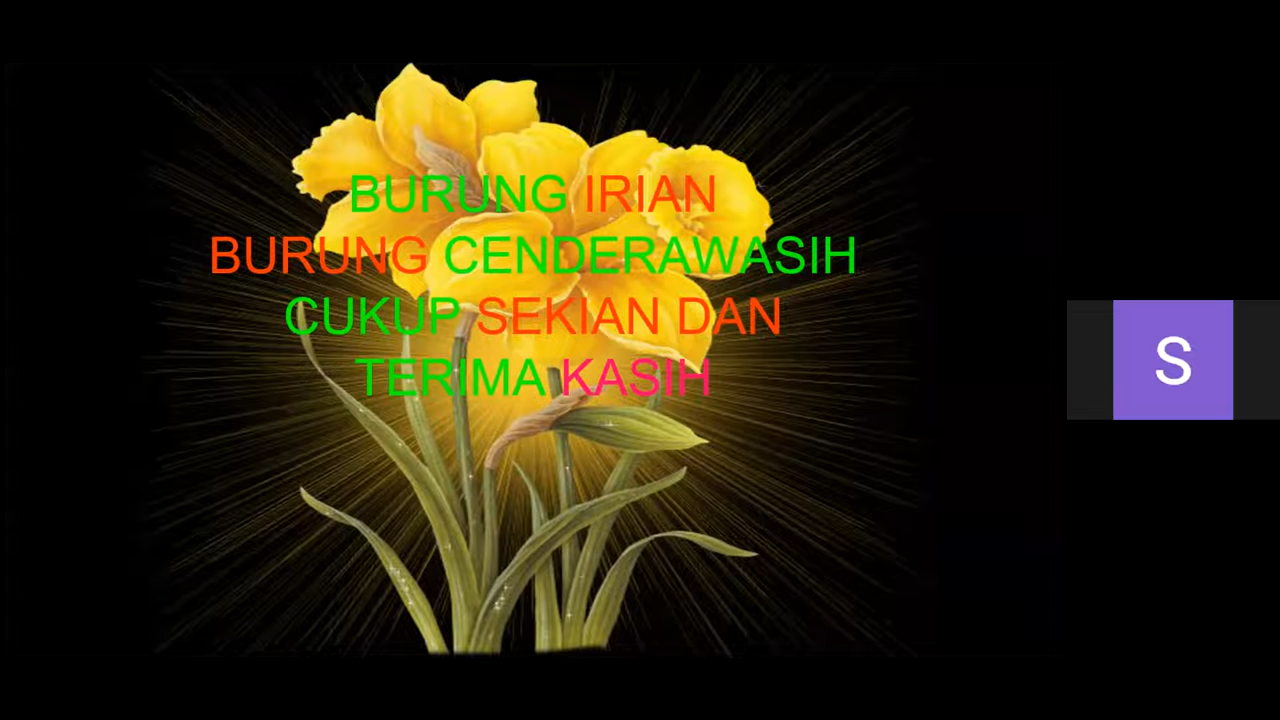 BURUNG IRIAN
BURUNG CENDERAWASIH
CUKUP SEKIAN DAN
TERIMA KASIH
S